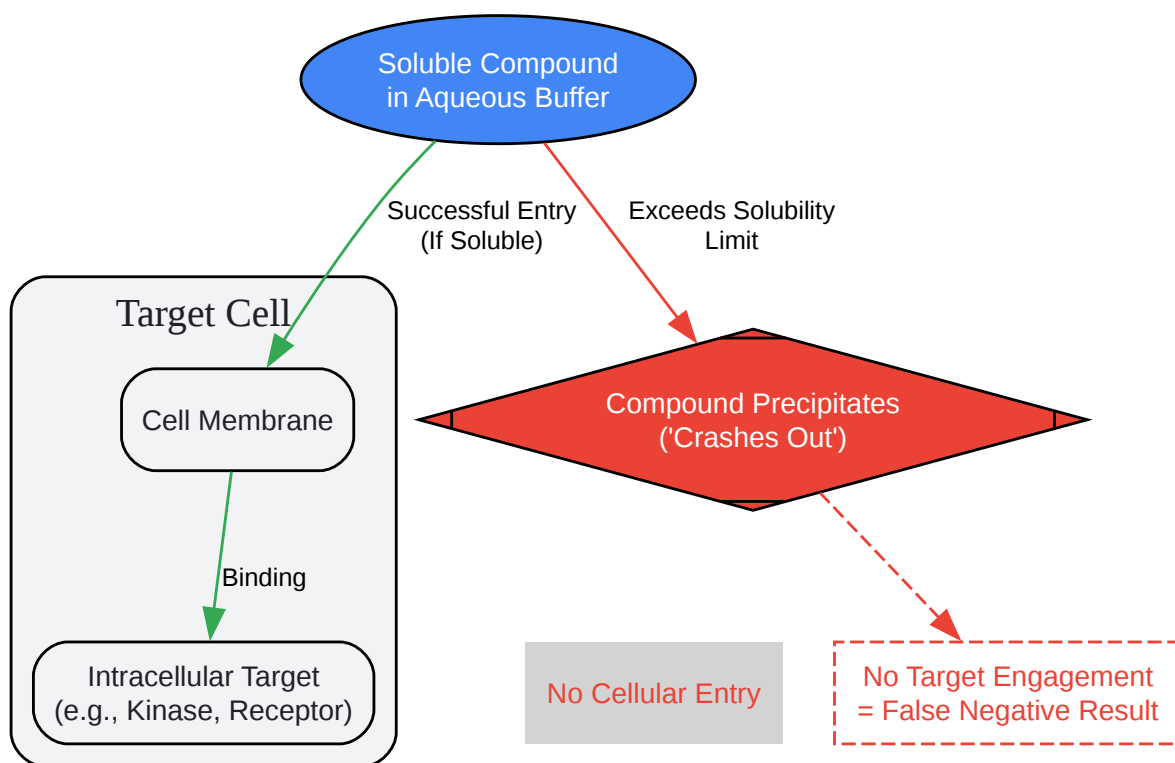 Soluble Compound
in Aqueous Buffer
Successful Entry
(If Soluble)
Exceeds Solubility
Limit
Target Cell
Cell Membrane
Compound Precipitates
('Crashes Out')
Binding
Intracellular Target
(e.g., Kinase, Receptor)
No Cellular Entry
No Target Engagement
= False Negative Result